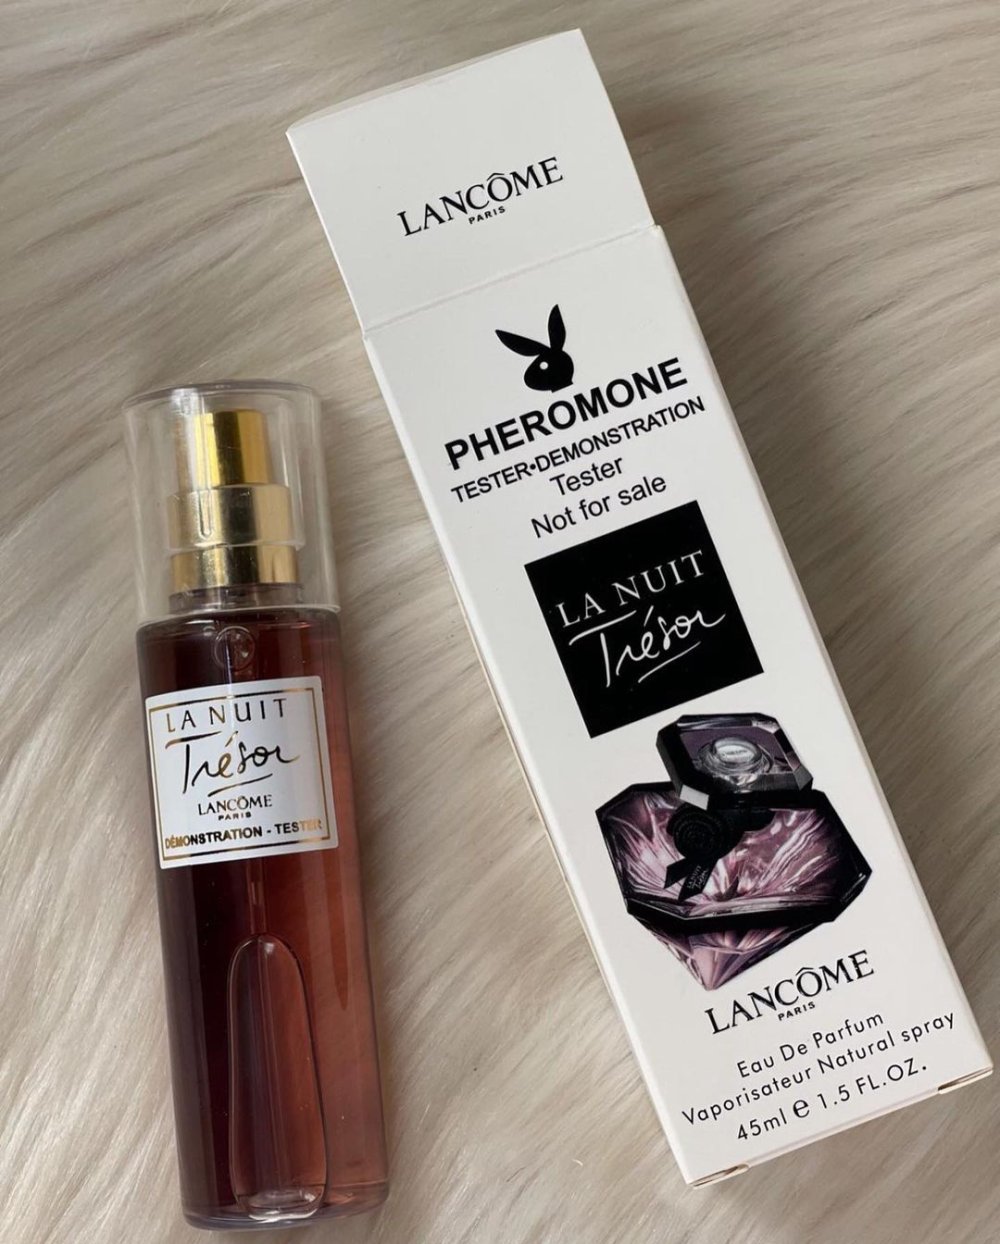 LANCÔME
PARIS
PHEROMONE
TESTER•DEMONSTRATION
Tester
Not for sale
LA NUIT
Trésor
LANCÔME
PARIS
Eau De Parfum
Vaporisateur Natural spray
45ml e 1.5 FL.OZ.
LA NUIT
Trésor
LANCÔME
PARIS
DÉMONSTRATION - TESTER